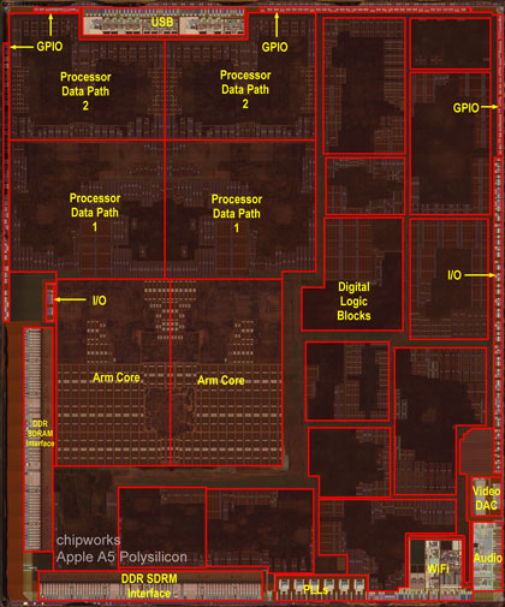 USB
GPIO
GPIO
Processor
Data Path
2
Processor
Data Path
2
GPIO
Processor
Data Path
1
Processor
Data Path
1
I/O
I/O
Digital
Logic
Blocks
Arm Core
Arm Core
DDR
SDRAM
Interface
Video
DAC
chipworks
Apple A5 Polysilicon
WiFi
Audio
DDR SDRM
Interface
PLLs